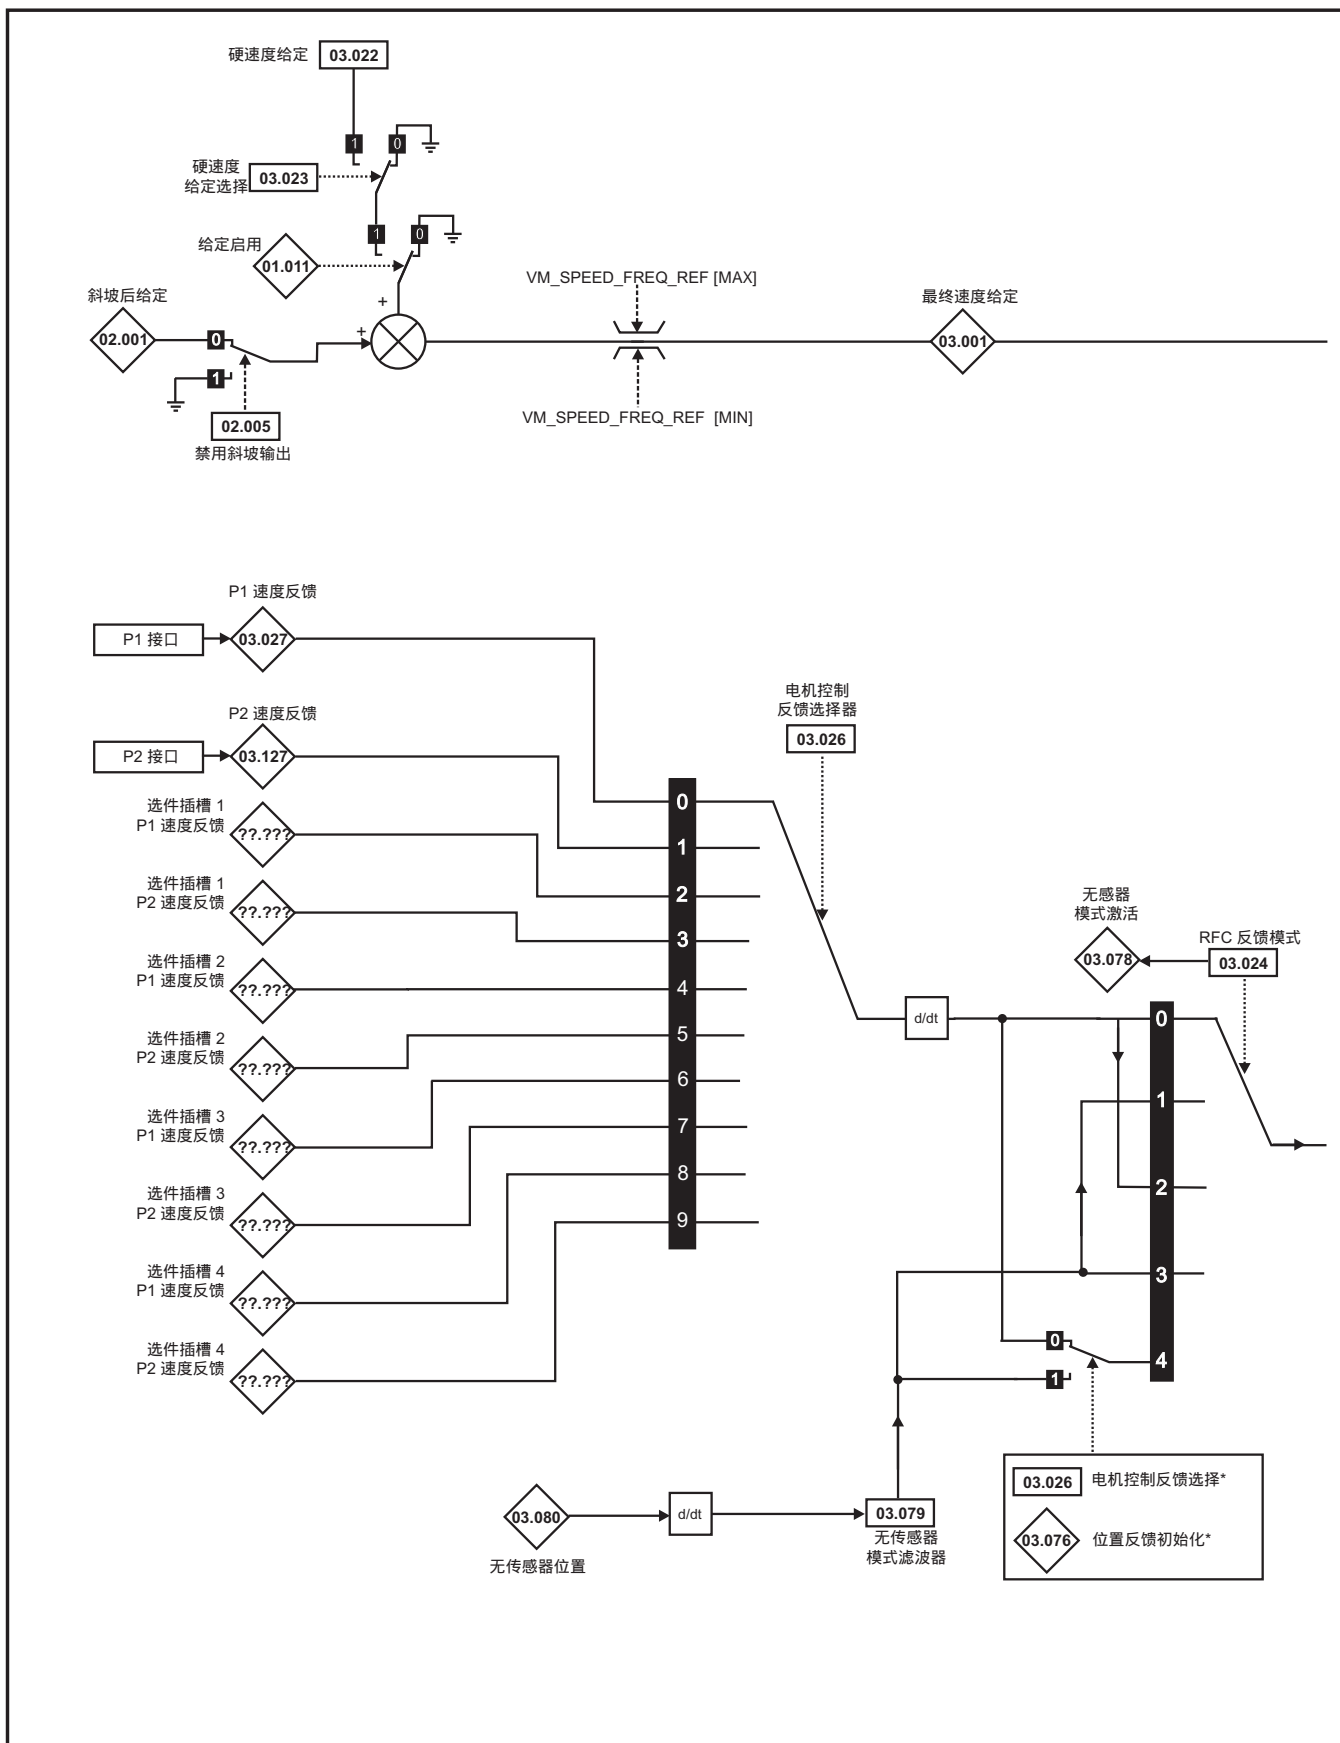 硬速度给定 03.022
1 0
硬速度
给定选择 03.023
1 0
给定启用
01.011
+
斜坡后给定
02.001
0
+
1
02.005
禁用斜坡输出
VM_SPEED_FREQ_REF [MAX]
VM_SPEED_FREQ_REF [MIN]
最终速度给定
03.001
P1 速度反馈
P1 接口 03.027
P2 速度反馈
P2 接口 03.127
选件插槽 1
P1 速度反馈 ??.???
选件插槽 1
P2 速度反馈 ??.???
选件插槽 2
P1 速度反馈 ??.???
选件插槽 2
P2 速度反馈 ??.???
选件插槽 3
P1 速度反馈 ??.???
选件插槽 3
P2 速度反馈 ??.???
选件插槽 4
P1 速度反馈 ??.???
选件插槽 4
P2 速度反馈 ??.???
0
1
2
3
4
5
6
7
8
9
电机控制
反馈选择器
03.026
d/dt
无感器
模式激活
03.078
RFC 反馈模式
03.024
0
1
2
3
4
0
1
03.026 电机控制反馈选择*
03.076 位置反馈初始化*
03.080
无传感器位置
d/dt
03.079
无传感器
模式滤波器